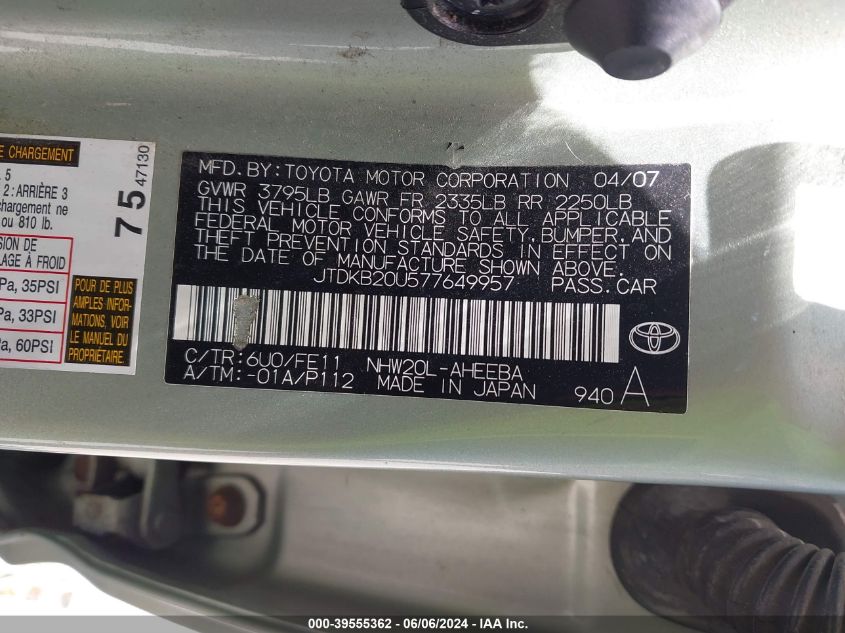 E CHARGEMENT
5
2 : ARRIÈRE 3
chargement ne
ou 810 lb.
SION DE
LAGE À FROID
Pa, 35PSI
Pa, 33PSI
Pa, 60PSI
POUR DE PLUS
AMPLES INFOR-
MATIONS, VOIR
LE MANUEL DU
PROPRIÉTAIRE.
75
47130
MFD. BY: TOYOTA MOTOR CORPORATION 04/07
GVWR 3795LB GAWR FR 2335LB RR 2250LB
THIS VEHICLE CONFORMS TO ALL APPLICABLE
FEDERAL MOTOR VEHICLE SAFETY, BUMPER, AND
THEFT PREVENTION STANDARDS IN EFFECT ON
THE DATE OF MANUFACTURE SHOWN ABOVE.
JTDKB20U577649957 PASS.CAR
C/TR:6U0/FE11 NHW20L-AHEEBA
A/TM:-01A/P112 MADE IN JAPAN 940 A
000-39555362 - 06/06/2024 - IAA Inc.